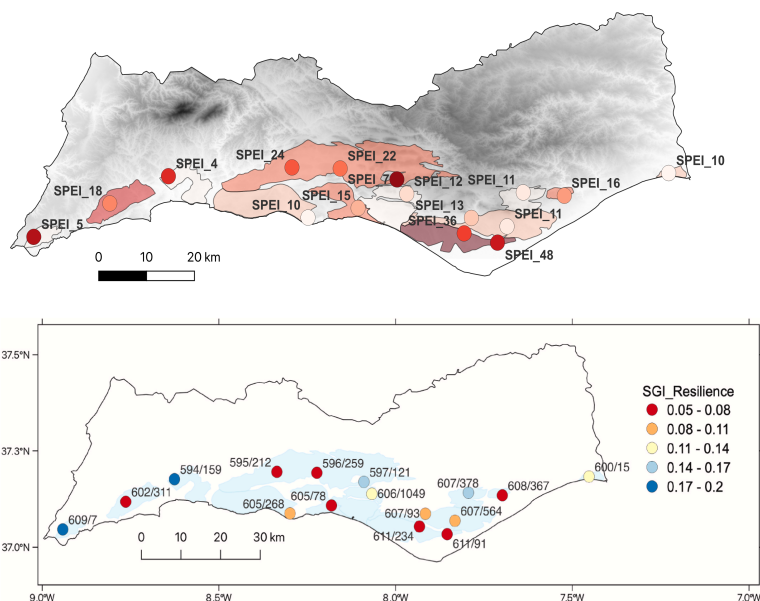 SPEI_10
SPEI_24
SPEI_22
SPEI_4
SPEI_7
SPEI_12
SPEI_11
SPEI_16
SPEI_18
SPEI_15
SPEI_10
SPEI_13
SPEI_11
SPEI_36
SPEI_5
SPEI_48
0 10 20 km
37.5°N
37.3°N
37.0°N
SGI_Resilience
0.05 - 0.08
0.08 - 0.11
0.11 - 0.14
0.14 - 0.17
0.17 - 0.2
595/212
596/259
594/159
597/121
600/15
602/311
605/78
606/1049
607/378
608/367
605/268
607/93
607/564
609/7
611/234
611/91
0 10 20 30 km
9.0°W 8.5°W 8.0°W 7.5°W 7.0°W